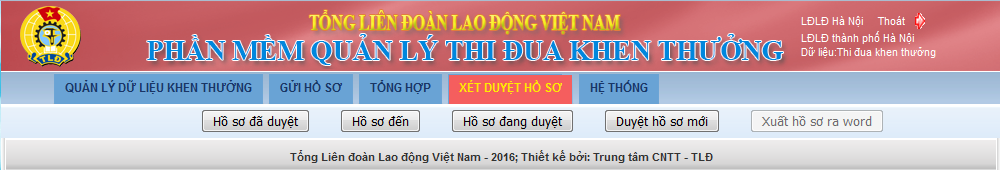 TLD
TỔNG LIÊN ĐOÀN LAO ĐỘNG VIỆT NAM
PHẦN MỀM QUẢN LÝ THI ĐUA KHEN THƯỞNG
LĐLĐ Hà Nội Thoát
LĐLĐ thành phố Hà Nội
Dữ liệu:Thi đua khen thưởng
QUẢN LÝ DỮ LIỆU KHEN THƯỞNG GỬI HỒ SƠ TỔNG HỢP XÉT DUYỆT HỒ SƠ HỆ THỐNG
Hồ sơ đã duyệt Hồ sơ đến Hồ sơ đang duyệt Duyệt hồ sơ mới Xuất hồ sơ ra word
Tổng Liên đoàn Lao động Việt Nam - 2016; Thiết kế bởi: Trung tâm CNTT - TLĐ